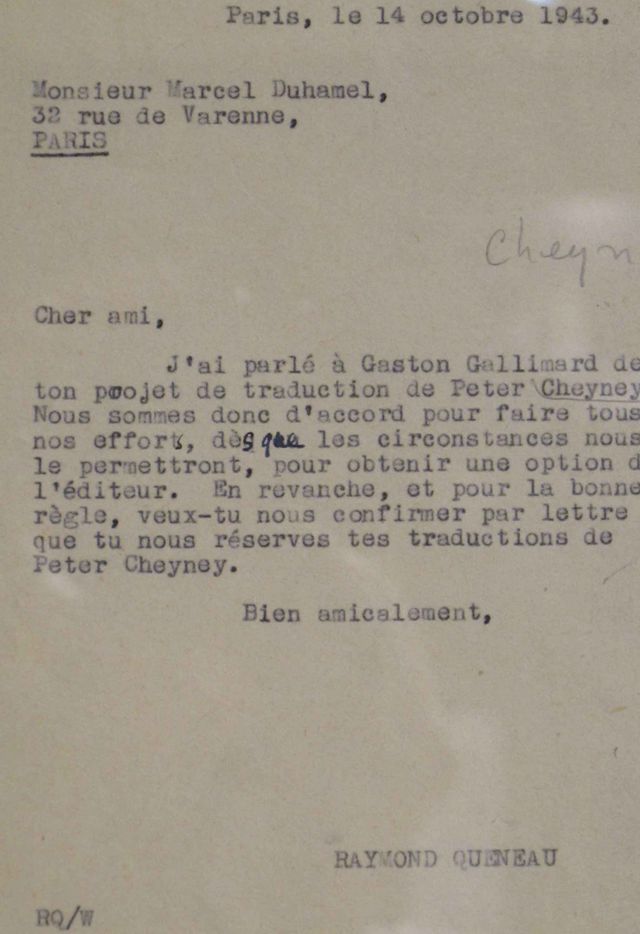 Paris, le 14 octobre 1943.
Monsieur Marcel Duhamel,
32 rue de Varenne,
PARIS
Cheyn
Cher ami,
J'ai parlé à Gaston Gallimard de
ton projet de traduction de Peter Cheyney
Nous sommes donc d'accord pour faire tous
nos efforts, dès que les circonstances nous
le permettront, pour obtenir une option d
l'éditeur. En revanche, et pour la bonne
règle, veux-tu nous confirmer par lettre
que tu nous réserves tes traductions de
Peter Cheyney.
Bien amicalement,
RAYMOND QUENEAU
RQ/W